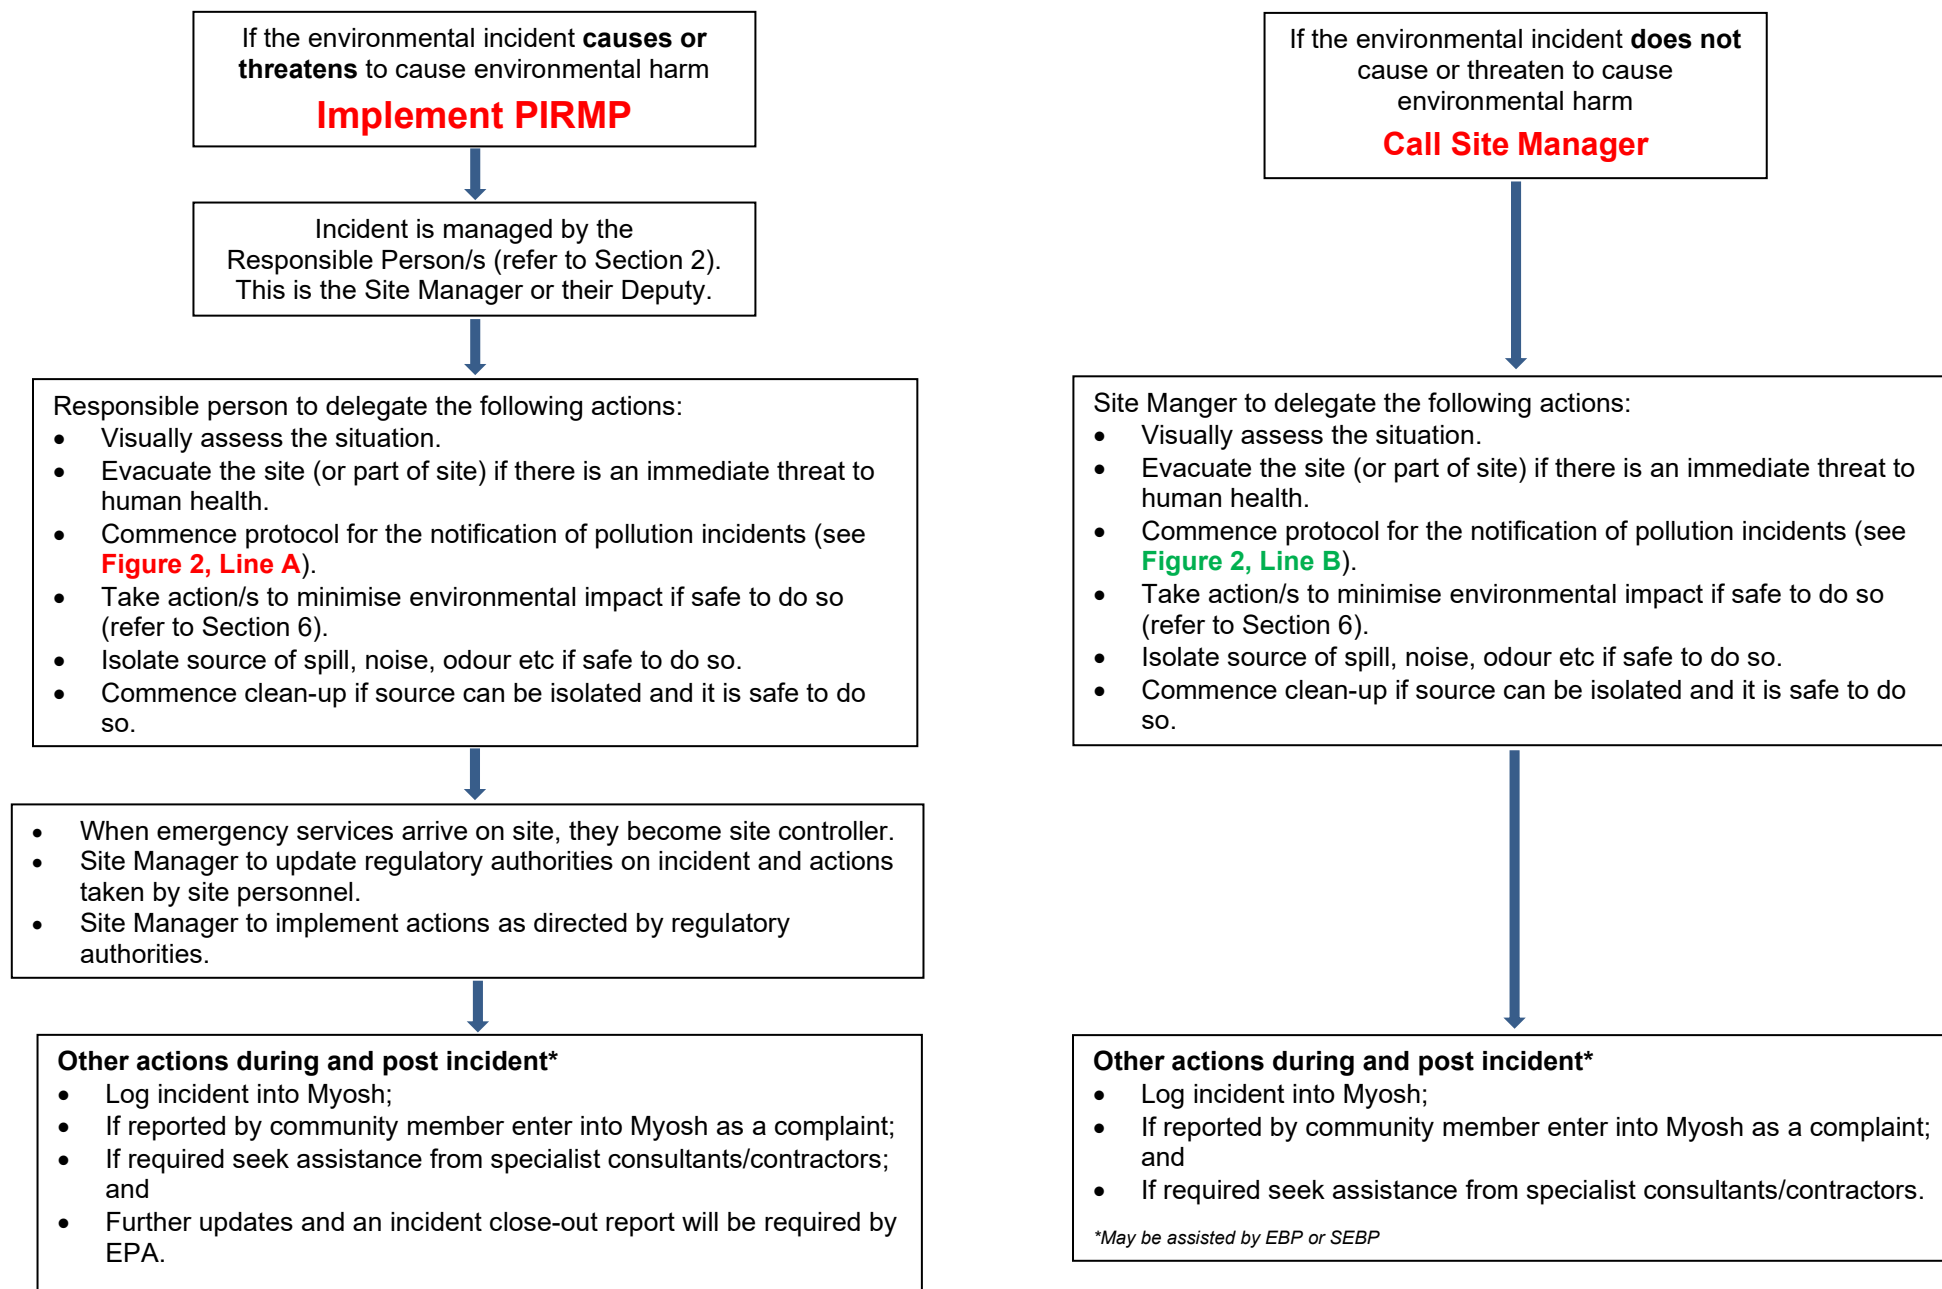 If the environmental incident causes or
threatens to cause environmental harm
Implement PIRMP
Incident is managed by the
Responsible Person/s (refer to Section 2).
This is the Site Manager or their Deputy.
Responsible person to delegate the following actions:
• Visually assess the situation.
• Evacuate the site (or part of site) if there is an immediate threat to
human health.
• Commence protocol for the notification of pollution incidents (see
Figure 2, Line A).
• Take action/s to minimise environmental impact if safe to do so
(refer to Section 6).
• Isolate source of spill, noise, odour etc if safe to do so.
• Commence clean-up if source can be isolated and it is safe to do
so.
• When emergency services arrive on site, they become site controller.
• Site Manager to update regulatory authorities on incident and actions
taken by site personnel.
• Site Manager to implement actions as directed by regulatory
authorities.
Other actions during and post incident*
• Log incident into Myosh;
• If reported by community member enter into Myosh as a complaint;
• If required seek assistance from specialist consultants/contractors;
and
• Further updates and an incident close-out report will be required by
EPA.
If the environmental incident does not
cause or threaten to cause
environmental harm
Call Site Manager
Site Manger to delegate the following actions:
• Visually assess the situation.
• Evacuate the site (or part of site) if there is an immediate threat to
human health.
• Commence protocol for the notification of pollution incidents (see
Figure 2, Line B).
• Take action/s to minimise environmental impact if safe to do so
(refer to Section 6).
• Isolate source of spill, noise, odour etc if safe to do so.
• Commence clean-up if source can be isolated and it is safe to do
so.
Other actions during and post incident*
• Log incident into Myosh;
• If reported by community member enter into Myosh as a complaint;
and
• If required seek assistance from specialist consultants/contractors.
*May be assisted by EBP or SEBP